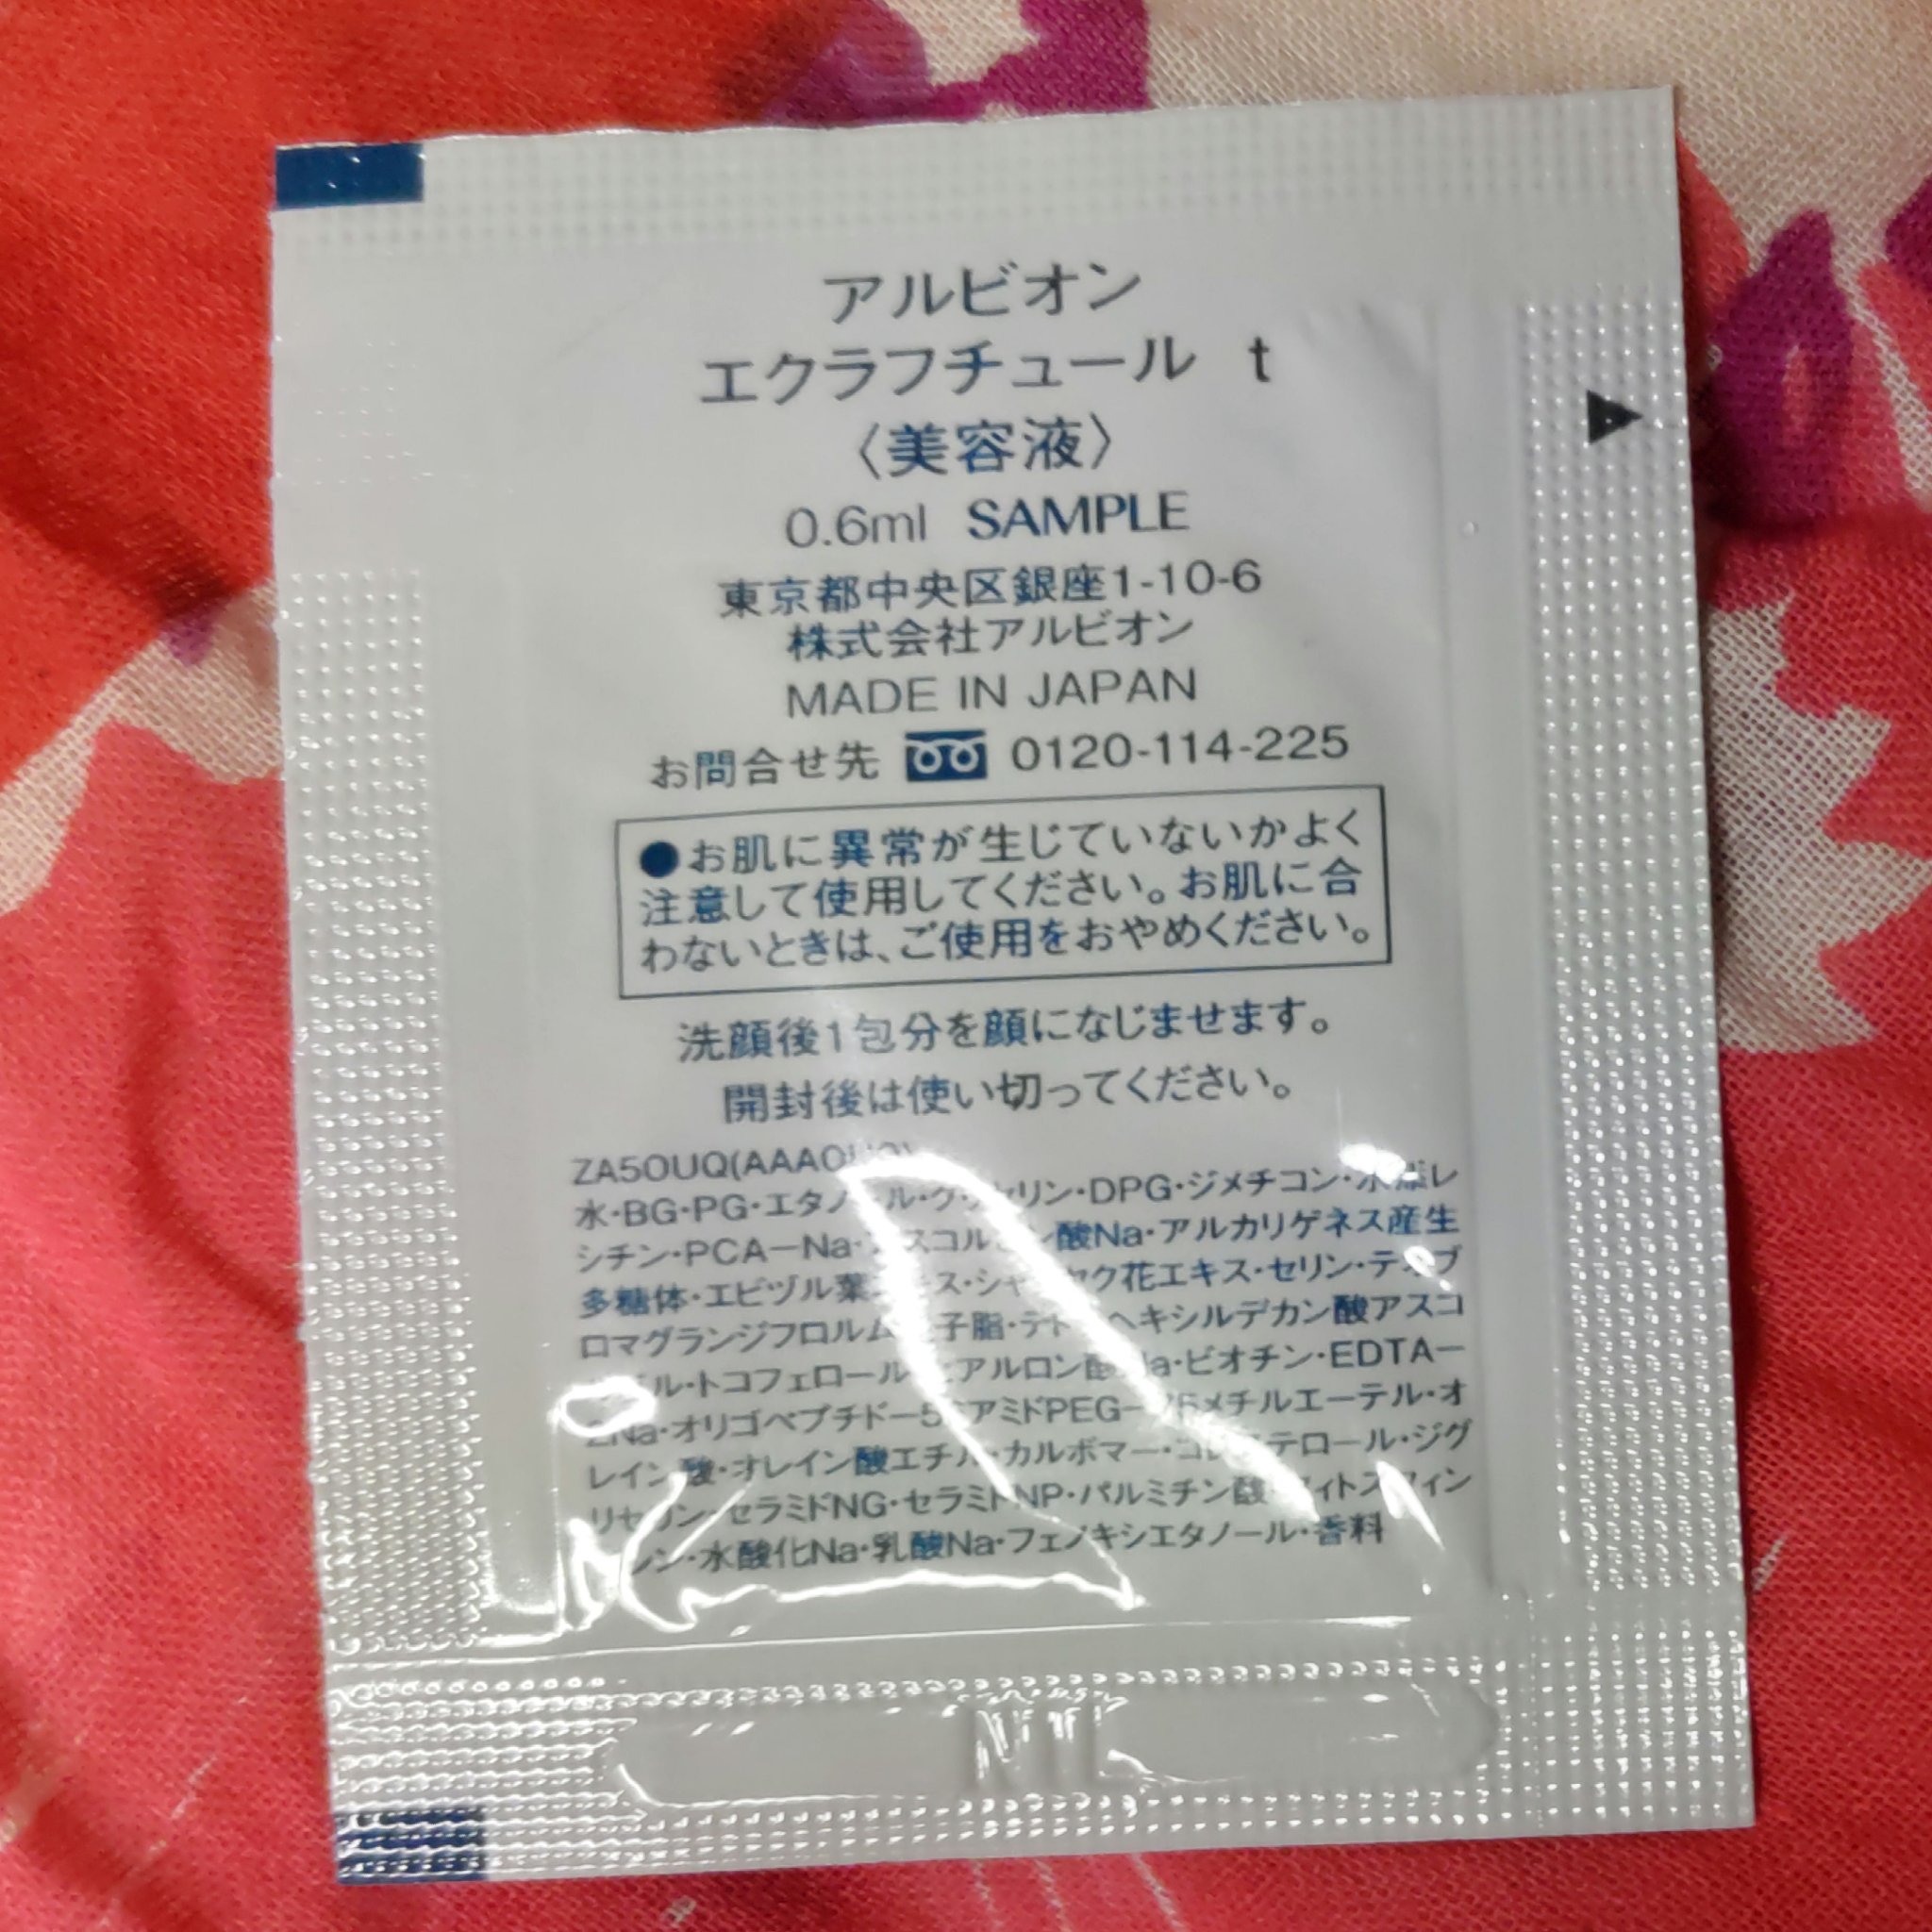 アルビオン
エクラフチュール t
〈美容液〉
0.6ml SAMPLE
東京都中央区銀座1-10-6
株式会社アルビオン
MADE IN JAPAN
お問合せ先 0120-114-225
●お肌に異常が生じていないかよく
注意して使用してください。お肌に合
わないときは、ご使用をおやめください。
洗顔後1包分を顔になじませます。
開封後は使い切ってください。
水・BG・PG・エタノール・グリセリン・DPG・ジメチコン・水添レ
シチン・PCA－Na・アスコルビン酸Na・アルカリゲネス産生
多糖体・エビヅル葉エキス・シャクヤク花エキス・セリン・テオブ
ロマグランジフロルム種子脂・テトラヘキシルデカン酸アスコ
ビル・トコフェロール・ヒアルロン酸Na・ビオチン・EDTA－
2Na・オリゴペプチド－5・アミドPEG－75メチルエーテル・オ
レイン酸・オレイン酸エチル・カルボマー・コレステロール・ジグ
リセリン・セラミドNG・セラミドNP・パルミチン酸・フィトスフィン
ゴシン・水酸化Na・乳酸Na・フェノキシエタノール・香料